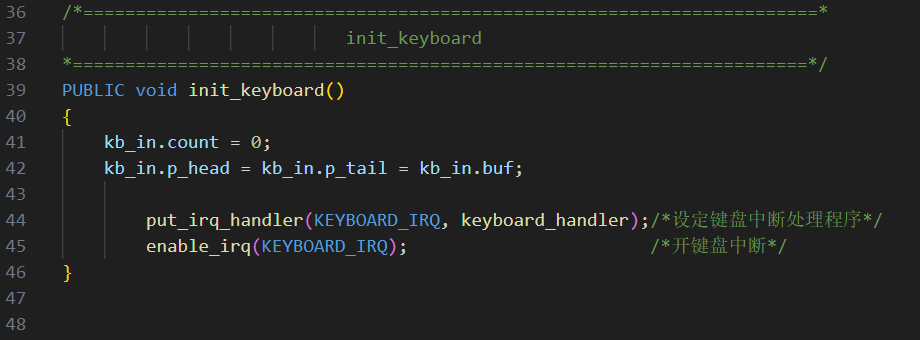 36 /*======================================================================*
37                            init_keyboard
38 *======================================================================*/
39 PUBLIC void init_keyboard()
40 {
41     kb_in.count = 0;
42     kb_in.p_head = kb_in.p_tail = kb_in.buf;
43
44         put_irq_handler(KEYBOARD_IRQ, keyboard_handler);/*设定键盘中断处理程序*/
45         enable_irq(KEYBOARD_IRQ);                       /*开键盘中断*/
46 }
47
48